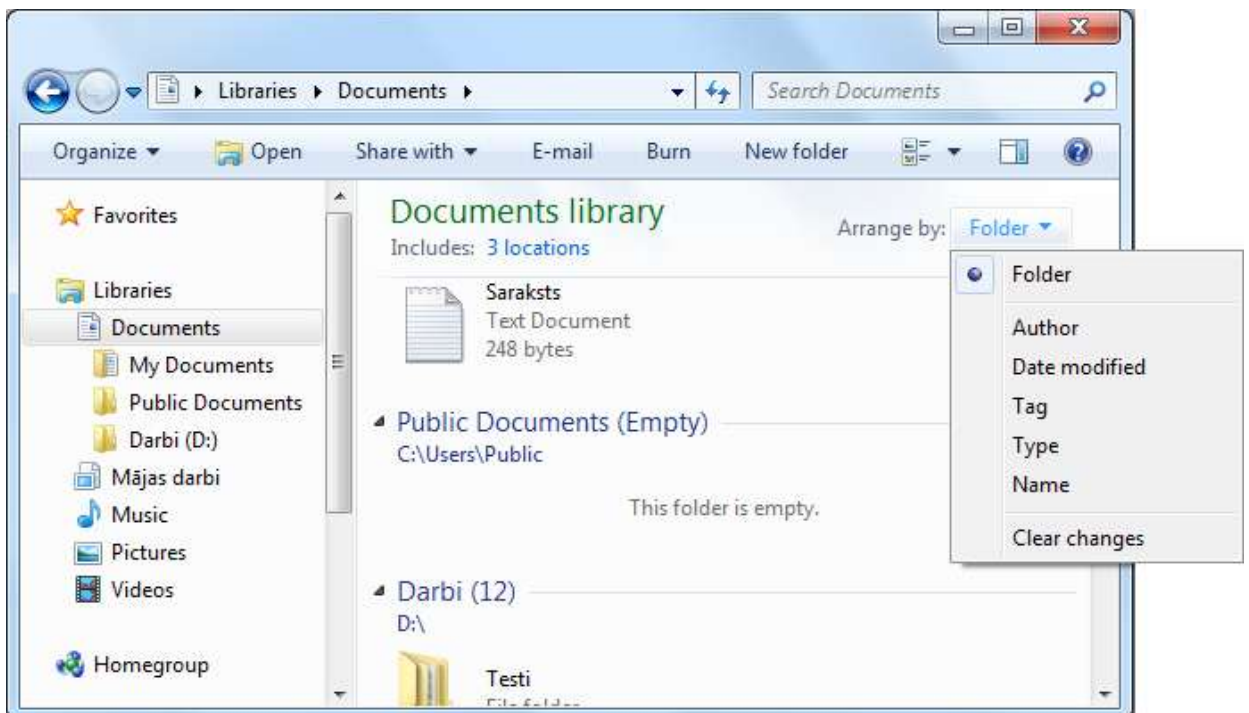 Libraries Documents Search Documents
Organize Open Share with E-mail Burn New folder
Favorites
Libraries
Documents
My Documents
Public Documents
Darbi (D:)
Mājas darbi
Music
Pictures
Videos
Homegroup
Documents library
Includes: 3 locations
Arrange by: Folder
Saraksts
Text Document
248 bytes
Public Documents (Empty)
C:\Users\Public
This folder is empty.
Darbi (12)
D:\
Testi
File folder
Folder
Author
Date modified
Tag
Type
Name
Clear changes